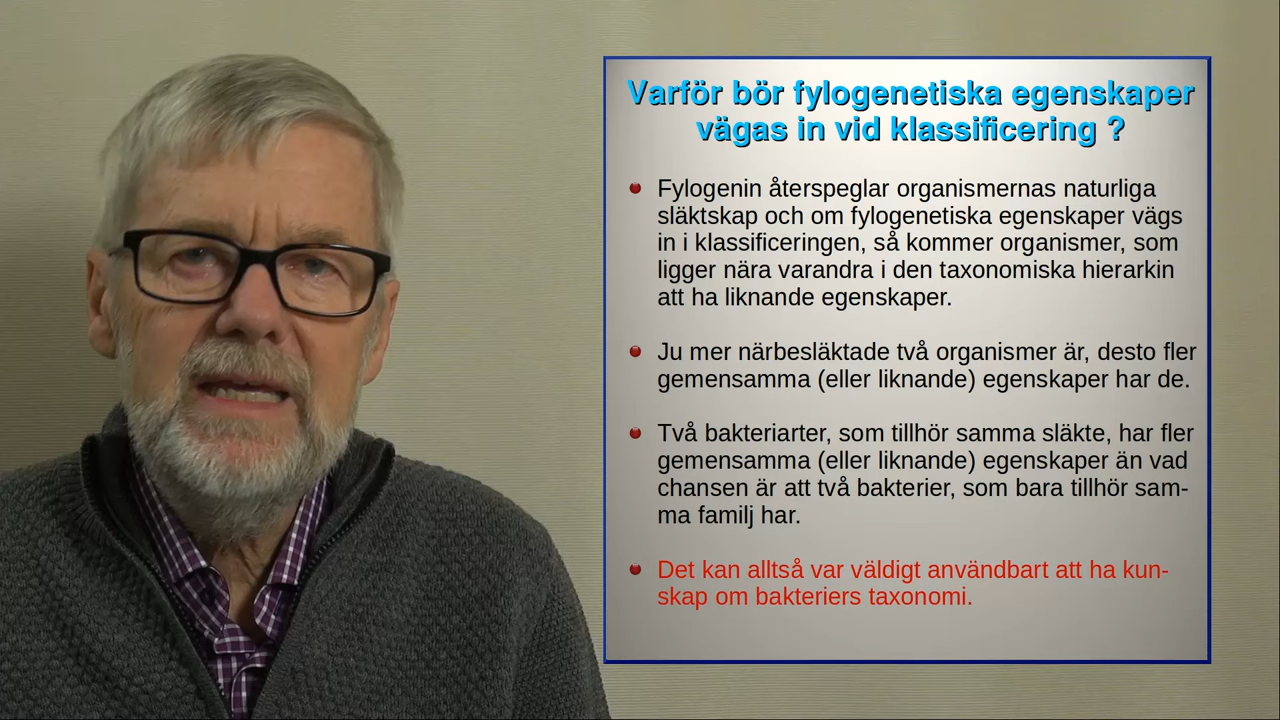 Varför bör fylogenetiska egenskaper
vägas in vid klassificering ?
Fylogenin återspeglar organismernas naturliga
släktskap och om fylogenetiska egenskaper vägs
in i klassificeringen, så kommer organismer, som
ligger nära varandra i den taxonomiska hierarkin
att ha liknande egenskaper.
Ju mer närbesläktade två organismer är, desto fler
gemensamma (eller liknande) egenskaper har de.
Två bakteriarter, som tillhör samma släkte, har fler
gemensamma (eller liknande) egenskaper än vad
chansen är att två bakterier, som bara tillhör sam-
ma familj har.
Det kan alltså var väldigt användbart att ha kun-
skap om bakteriers taxonomi.